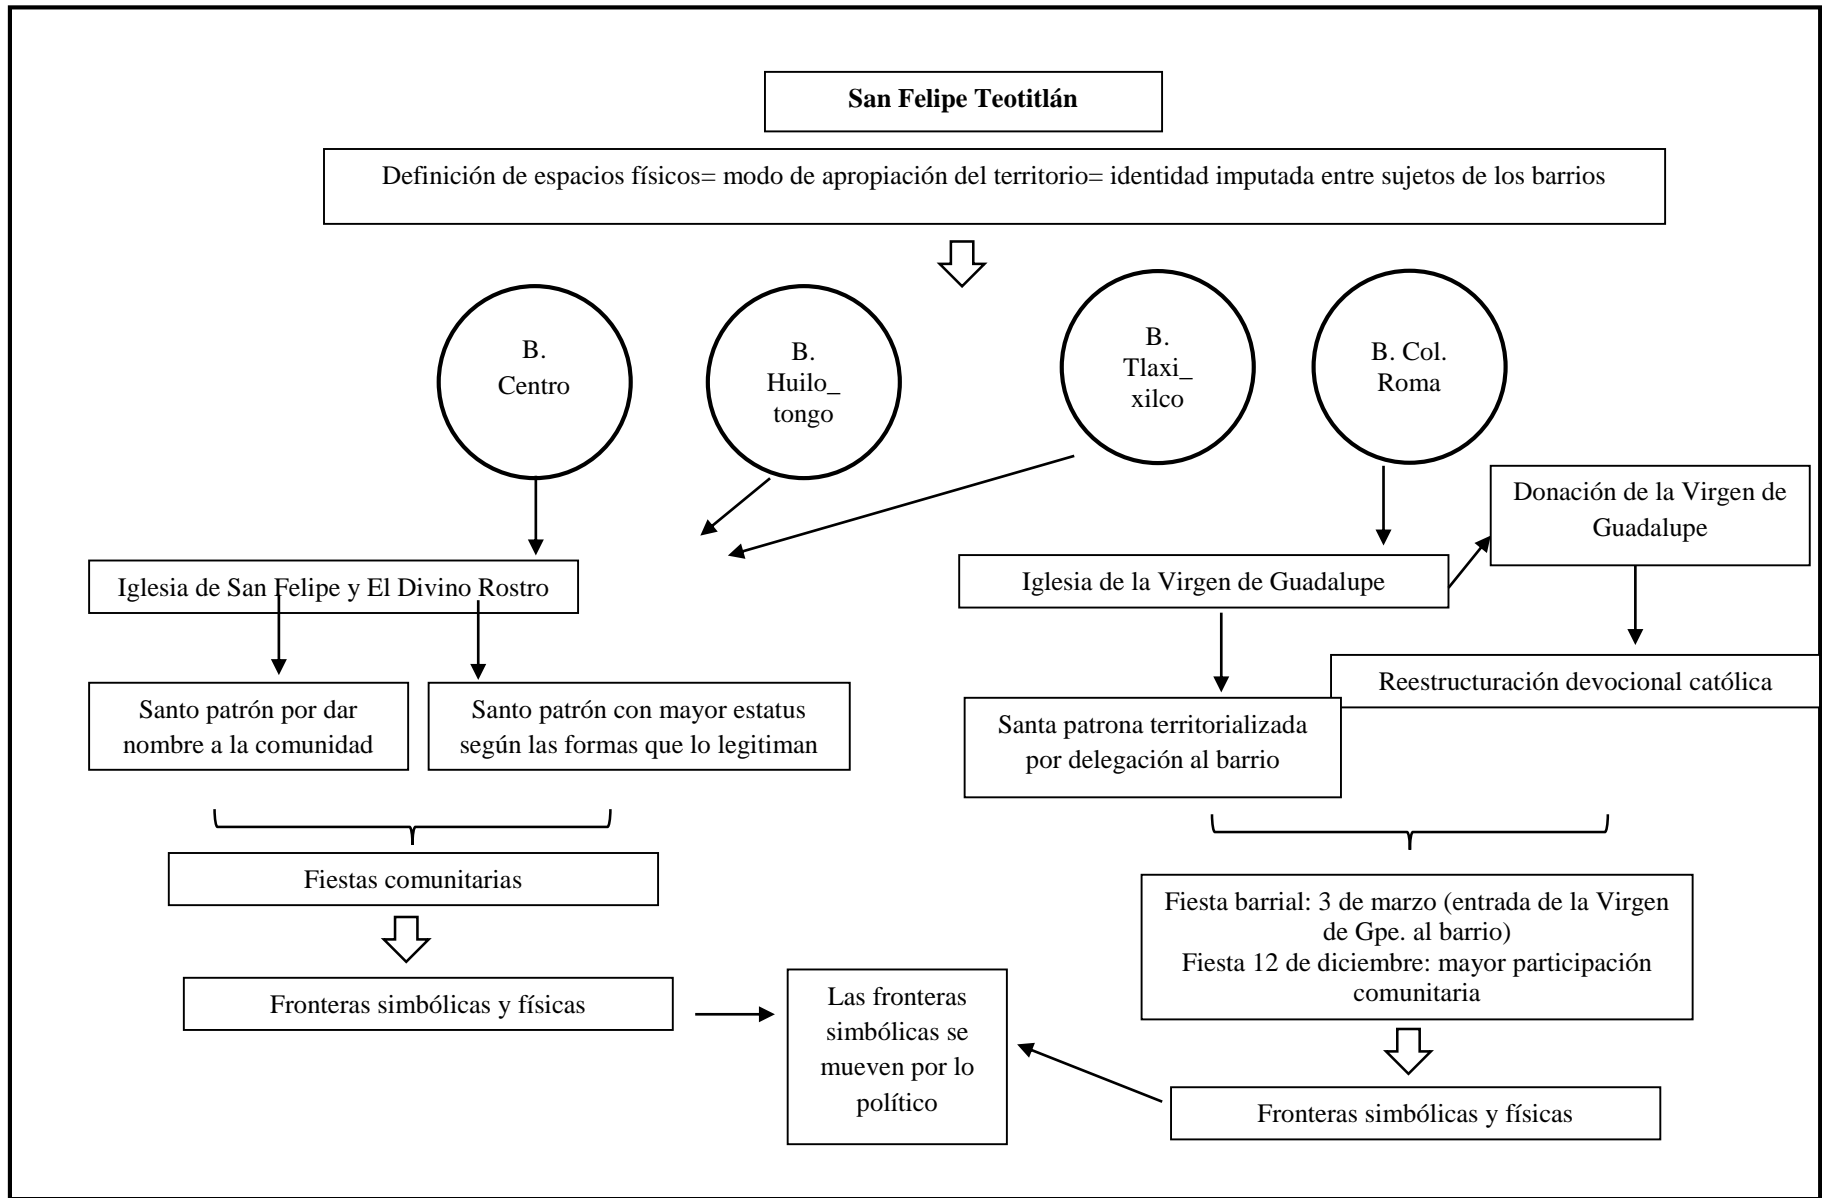 San Felipe Teotitlán
Definición de espacios físicos= modo de apropiación del territorio= identidad imputada entre sujetos de los barrios
B.
Centro
B.
Huilo_
tongo
B.
Tlaxi_
xilco
B. Col.
Roma
Donación de la Virgen de
Guadalupe
Iglesia de San Felipe y El Divino Rostro
Iglesia de la Virgen de Guadalupe
Reestructuración devocional católica
Santo patrón por dar
nombre a la comunidad
Santo patrón con mayor estatus
según las formas que lo legitiman
Santa patrona territorializada
por delegación al barrio
Fiestas comunitarias
Fiesta barrial: 3 de marzo (entrada de la Virgen
de Gpe. al barrio)
Fiesta 12 de diciembre: mayor participación
comunitaria
Fronteras simbólicas y físicas
Las fronteras
simbólicas se
mueven por lo
político
Fronteras simbólicas y físicas